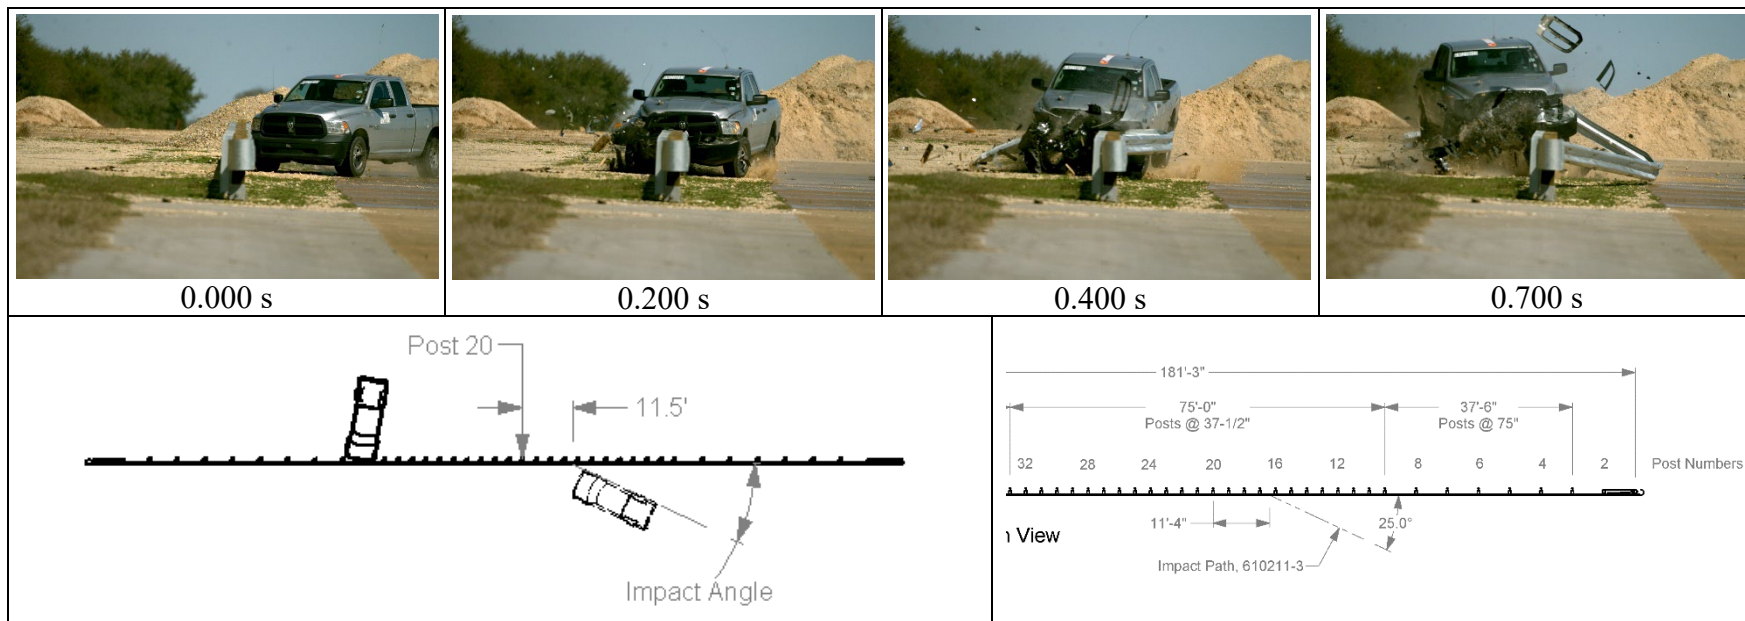 0.000 s
0.200 s
0.400 s
0.700 s
Post 20
11.5'
Impact Angle
181'-3"
75'-0"
Posts @ 37-1/2"
37'-6"
Posts @ 75"
32 28 24 20 16 12 8 6 4 2 Post Numbers
11'-4"
25.0°
View
Impact Path, 610211-3